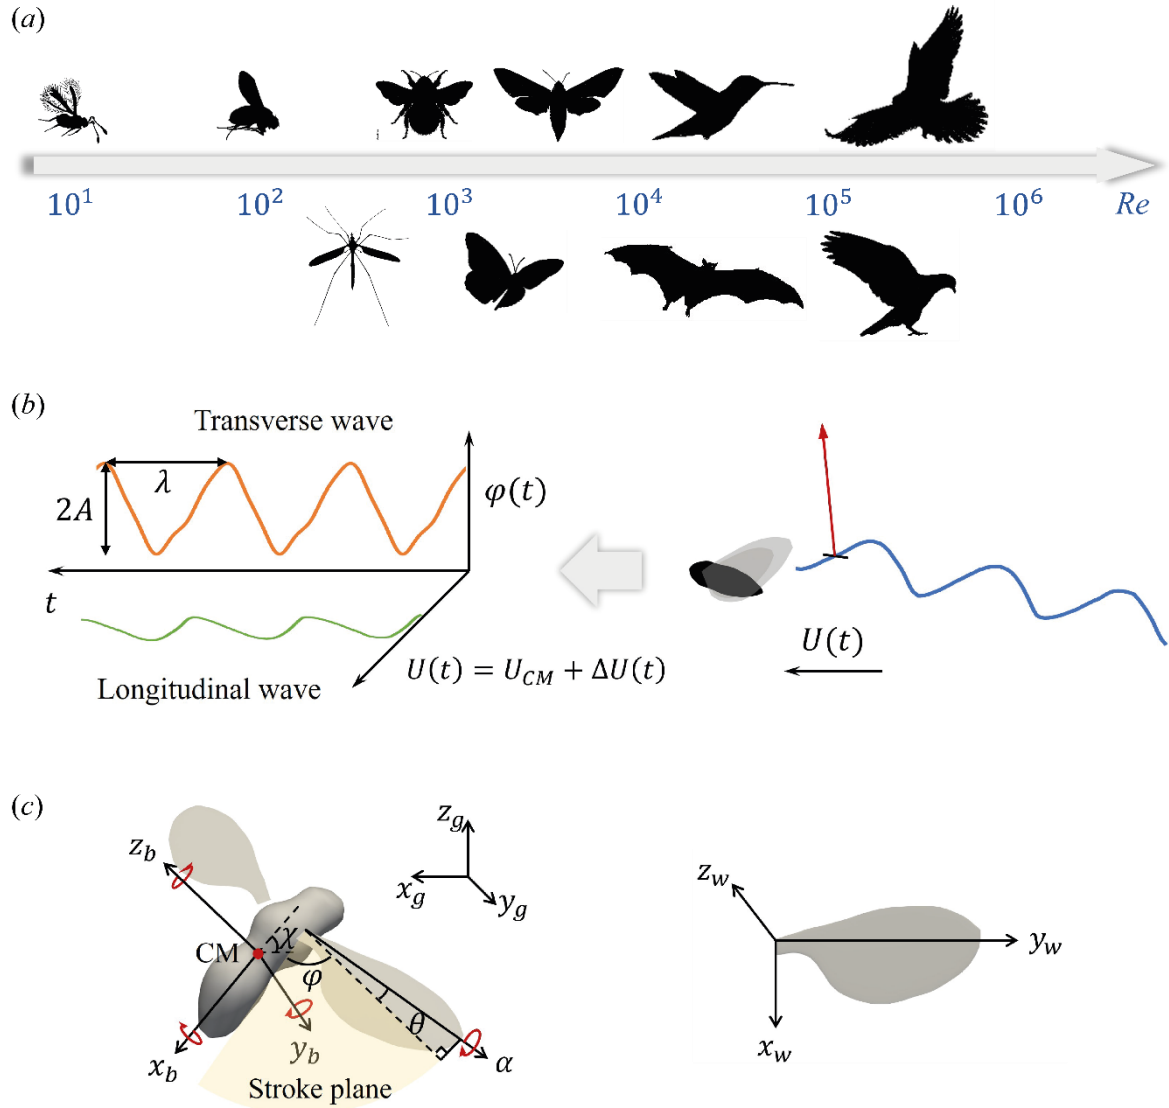 (a)
10¹ 10² 10³ 10⁴ 10⁵ 10⁶ Re
(b)
Transverse wave
λ
2A
φ(t)
t
U(t)
U(t) = U_CM + ΔU(t)
Longitudinal wave
(c)
z_b
z_g
x_g
y_g
z_w
y_w
x_w
CM
χ
φ
θ
x_b
y_b
α
Stroke plane